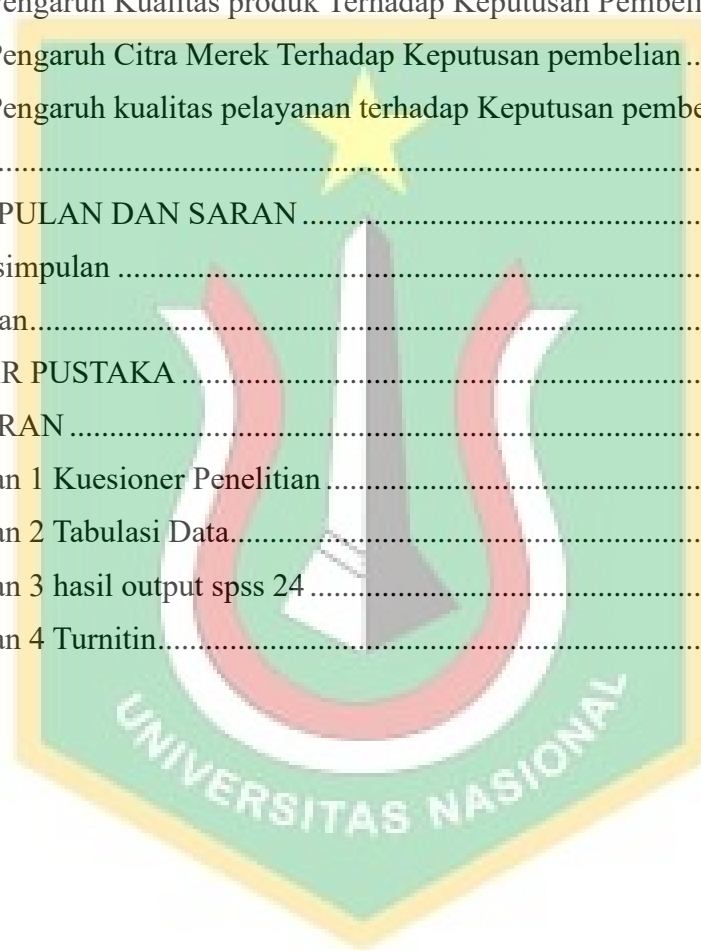 Pengaruh Kualitas produk Terhadap Keputusan Pembeli
Pengaruh Citra Merek Terhadap Keputusan pembelian ..
Pengaruh kualitas pelayanan terhadap Keputusan pembe
..........................................................................
PULAN DAN SARAN ..........................................
simpulan .............................................................
an.........................................................................
R PUSTAKA .........................................................
RAN ......................................................................
an 1 Kuesioner Penelitian .......................................
an 2 Tabulasi Data..................................................
an 3 hasil output spss 24 .........................................
an 4 Turnitin...........................................................
UNIVERSITAS NASIONAL